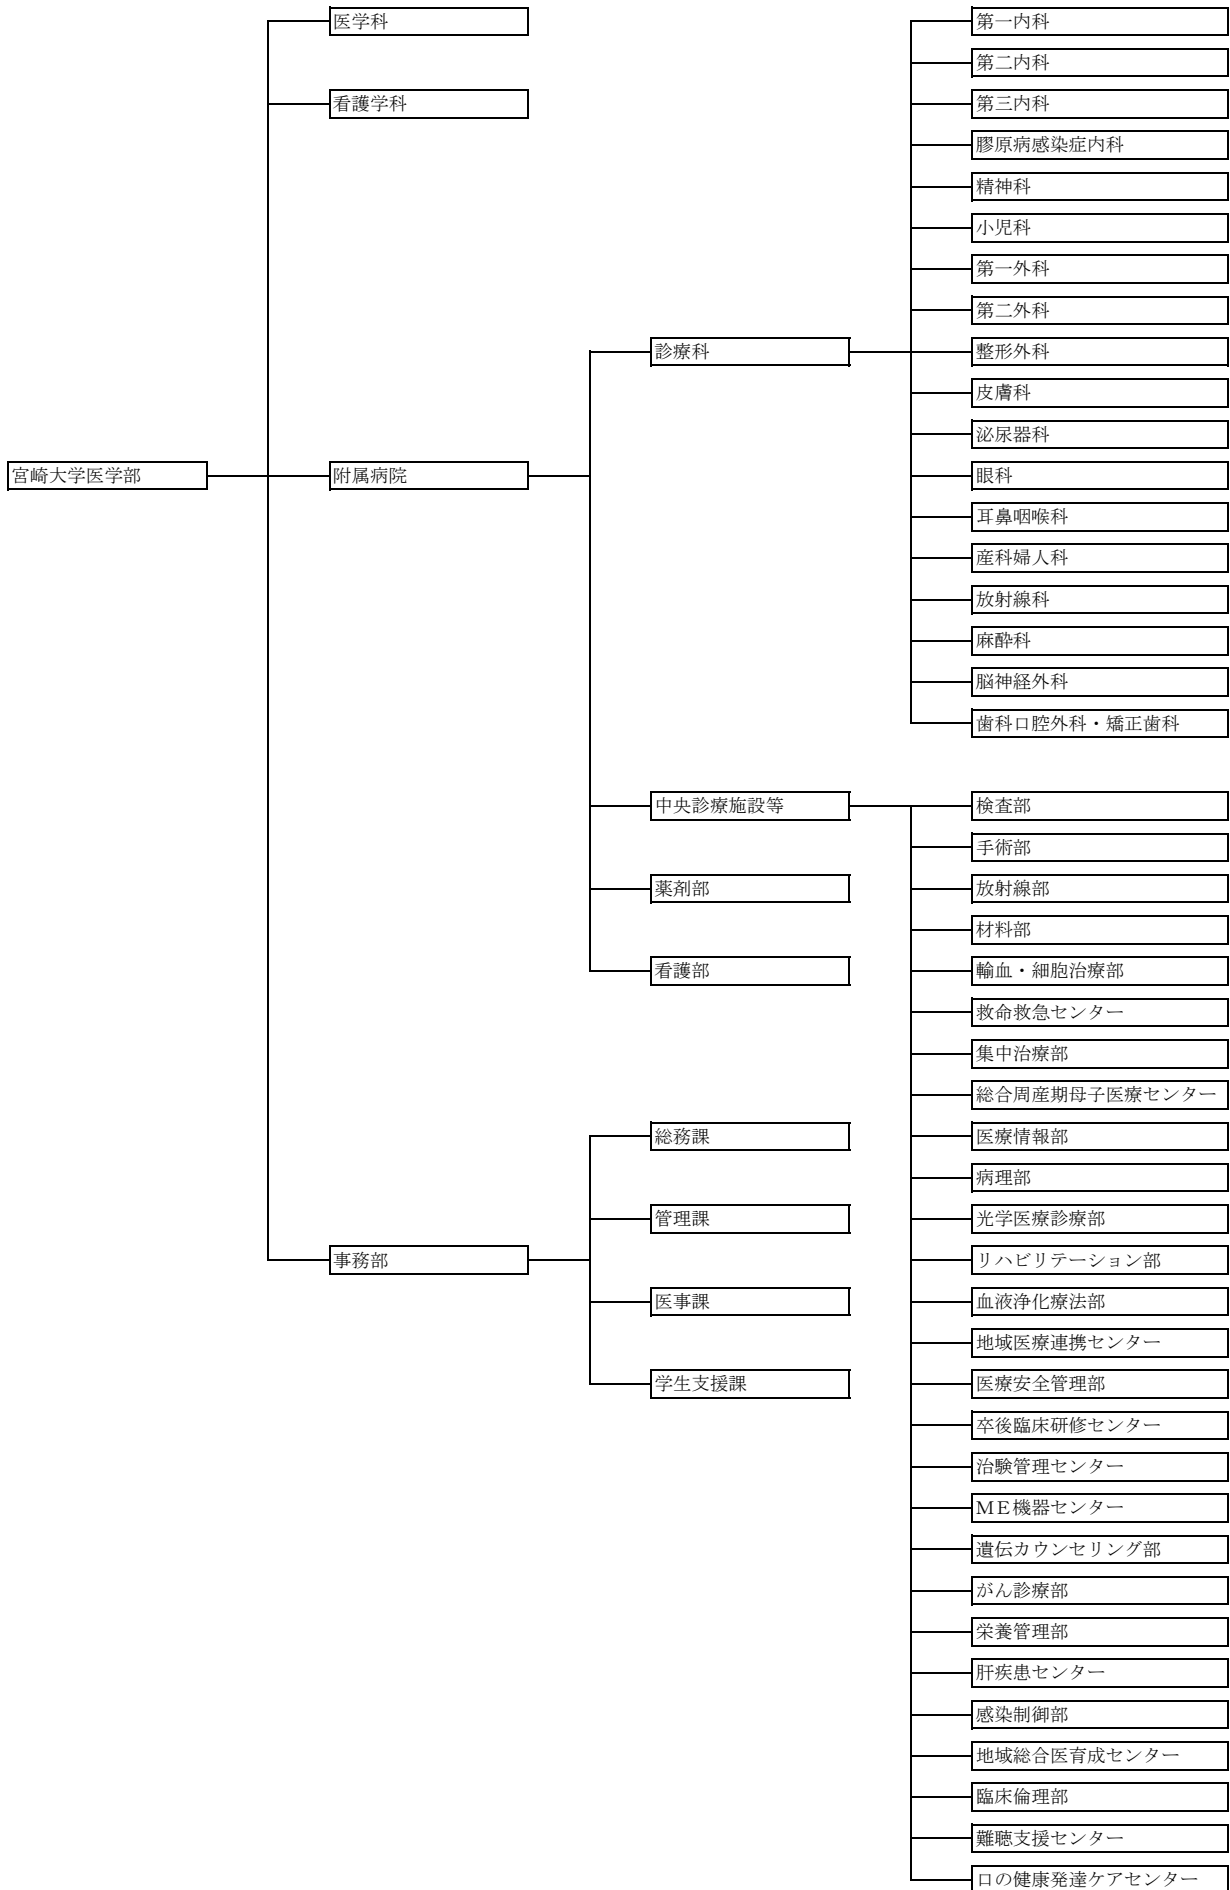 宮崎大学医学部
医学科
看護学科
附属病院
診療科
第一内科
第二内科
第三内科
膠原病感染症内科
精神科
小児科
第一外科
第二外科
整形外科
皮膚科
泌尿器科
眼科
耳鼻咽喉科
産科婦人科
放射線科
麻酔科
脳神経外科
歯科口腔外科・矯正歯科
中央診療施設等
検査部
手術部
放射線部
材料部
輸血・細胞治療部
救命救急センター
集中治療部
総合周産期母子医療センター
医療情報部
病理部
光学医療診療部
リハビリテーション部
血液浄化療法部
地域医療連携センター
医療安全管理部
卒後臨床研修センター
治験管理センター
ＭＥ機器センター
遺伝カウンセリング部
がん診療部
栄養管理部
肝疾患センター
感染制御部
地域総合医育成センター
臨床倫理部
難聴支援センター
口の健康発達ケアセンター
薬剤部
看護部
事務部
総務課
管理課
医事課
学生支援課